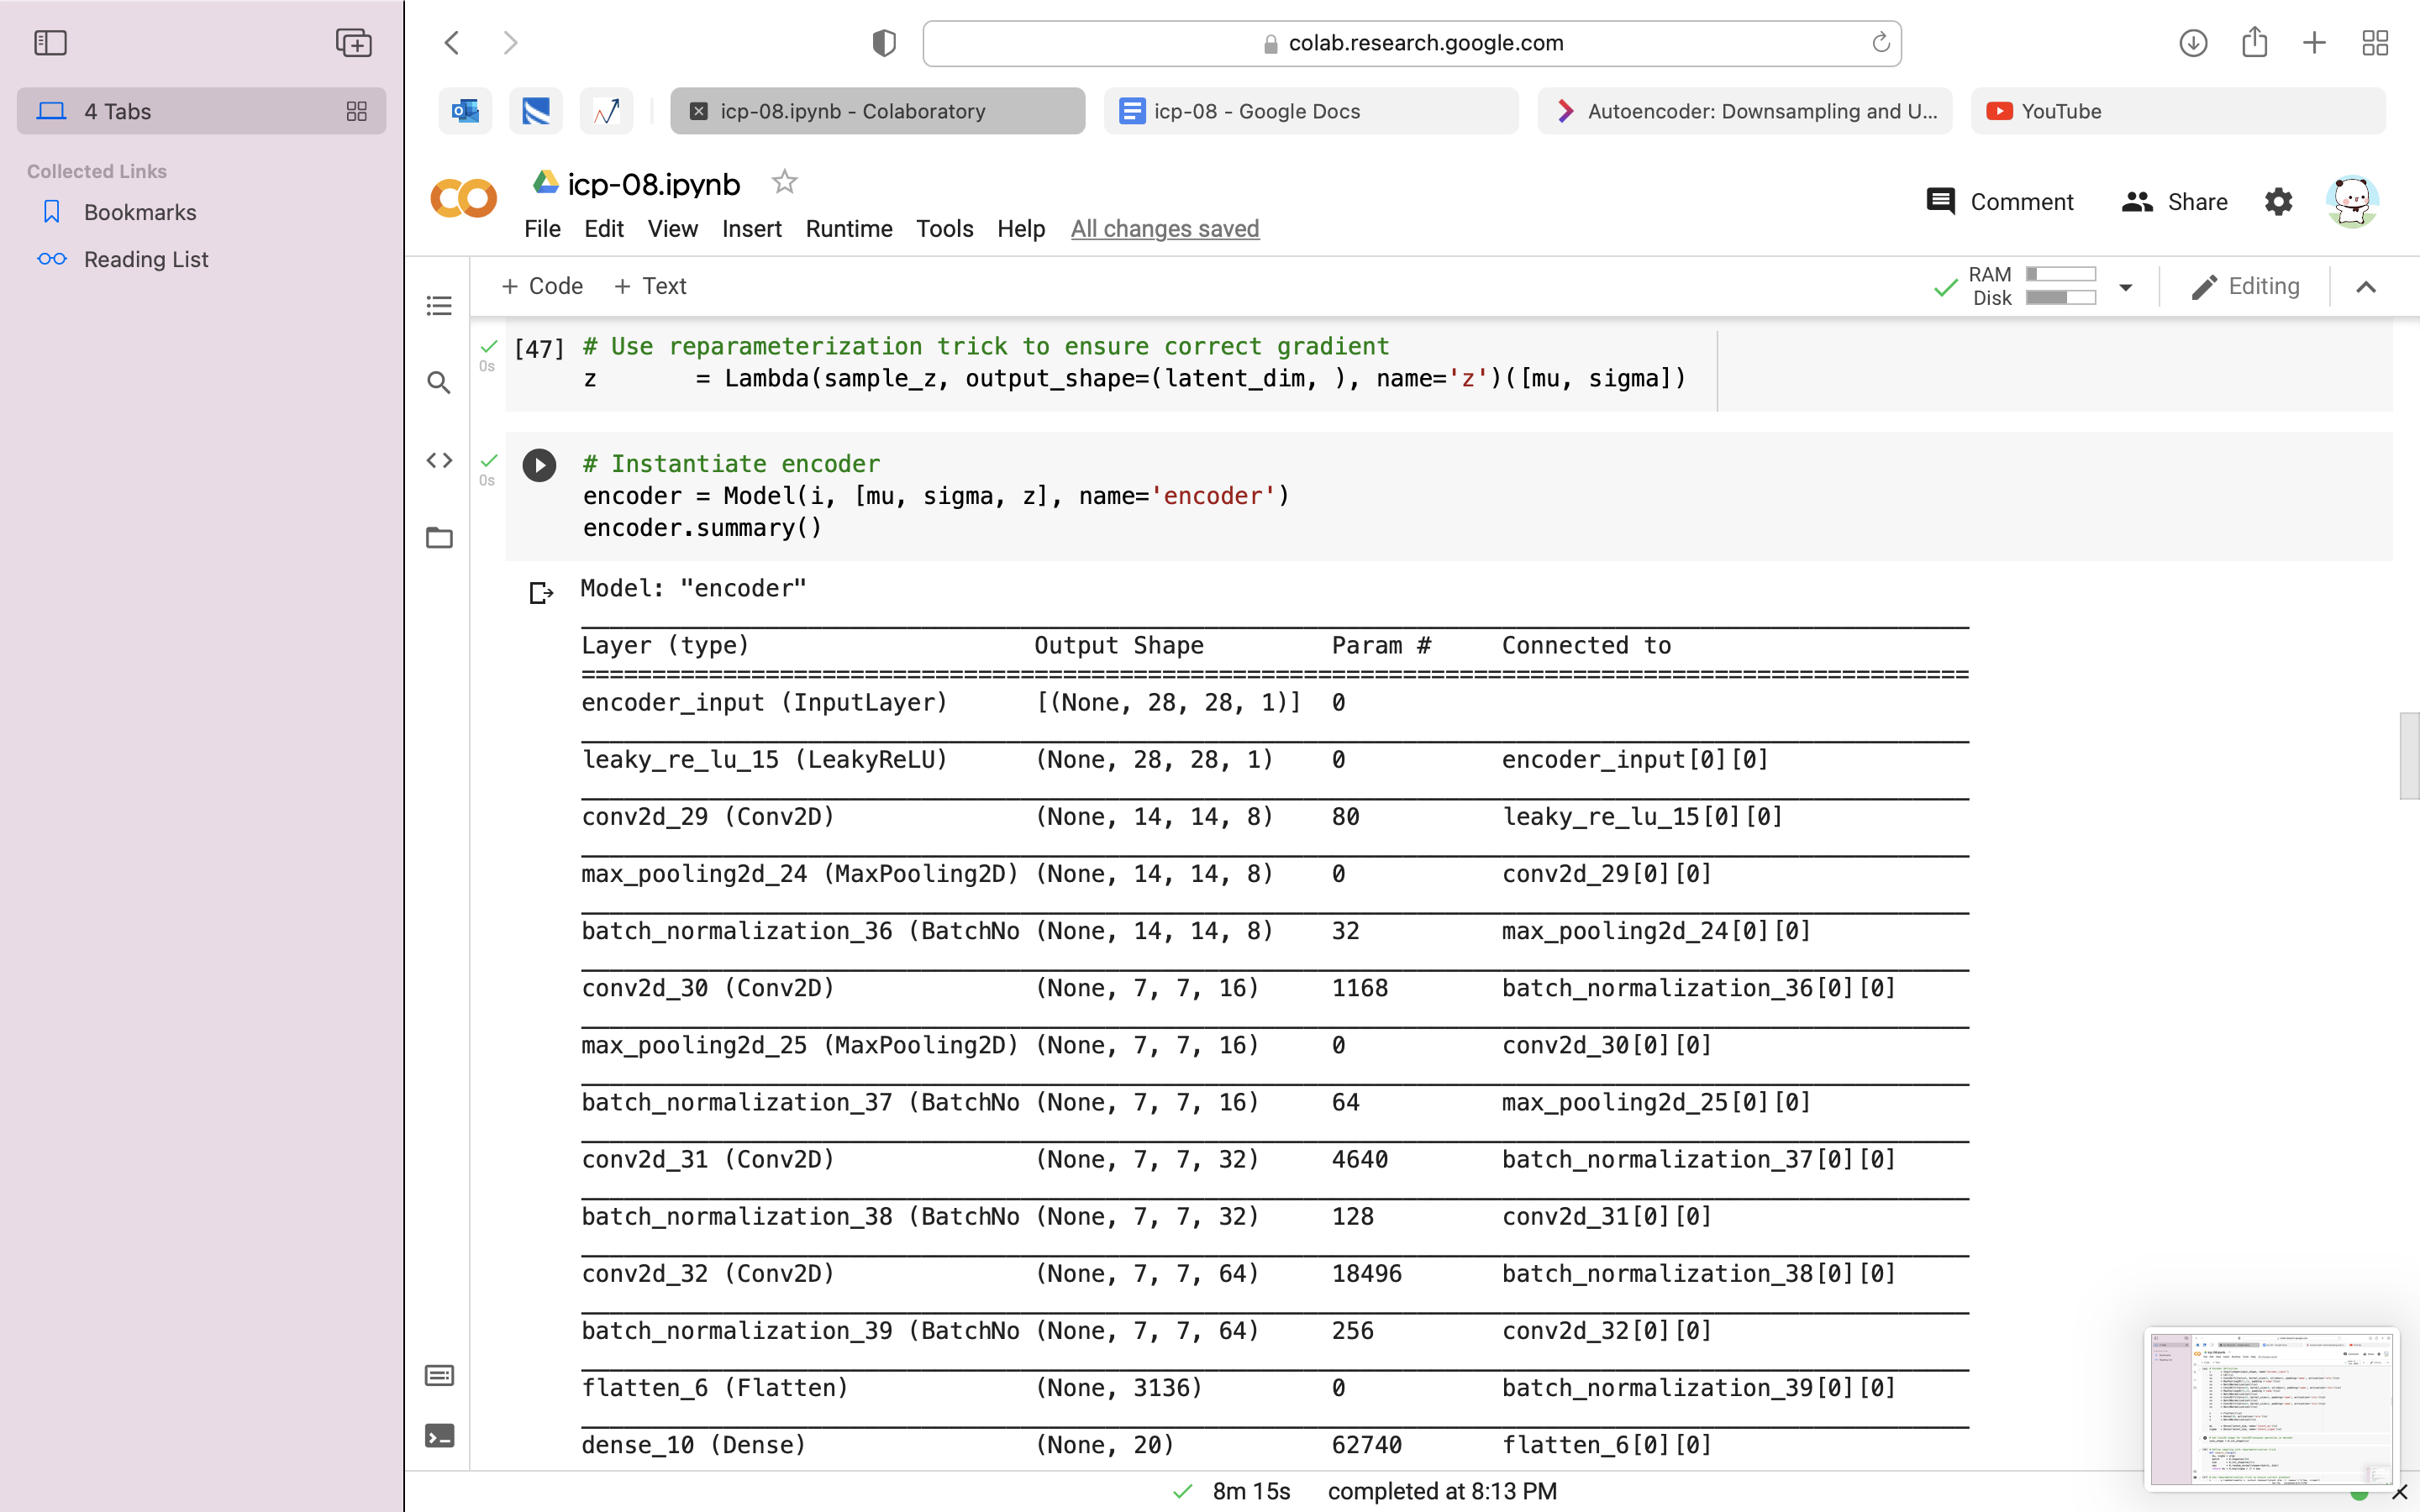 colab.research.google.com
4 Tabs
icp-08.ipynb - Colaboratory
icp-08 - Google Docs
Autoencoder: Downsampling and U...
YouTube
Collected Links
Bookmarks
Reading List
icp-08.ipynb
File Edit View Insert Runtime Tools Help All changes saved
Comment Share
+ Code + Text
RAM
Disk
Editing
[47] # Use reparameterization trick to ensure correct gradient
z = Lambda(sample_z, output_shape=(latent_dim, ), name='z')([mu, sigma])
0s
# Instantiate encoder
encoder = Model(i, [mu, sigma, z], name='encoder')
encoder.summary()
0s
Model: "encoder"
Layer (type) Output Shape Param # Connected to
encoder_input (InputLayer) [(None, 28, 28, 1)] 0
leaky_re_lu_15 (LeakyReLU) (None, 28, 28, 1) 0 encoder_input[0][0]
conv2d_29 (Conv2D) (None, 14, 14, 8) 80 leaky_re_lu_15[0][0]
max_pooling2d_24 (MaxPooling2D) (None, 14, 14, 8) 0 conv2d_29[0][0]
batch_normalization_36 (BatchNo (None, 14, 14, 8) 32 max_pooling2d_24[0][0]
conv2d_30 (Conv2D) (None, 7, 7, 16) 1168 batch_normalization_36[0][0]
max_pooling2d_25 (MaxPooling2D) (None, 7, 7, 16) 0 conv2d_30[0][0]
batch_normalization_37 (BatchNo (None, 7, 7, 16) 64 max_pooling2d_25[0][0]
conv2d_31 (Conv2D) (None, 7, 7, 32) 4640 batch_normalization_37[0][0]
batch_normalization_38 (BatchNo (None, 7, 7, 32) 128 conv2d_31[0][0]
conv2d_32 (Conv2D) (None, 7, 7, 64) 18496 batch_normalization_38[0][0]
batch_normalization_39 (BatchNo (None, 7, 7, 64) 256 conv2d_32[0][0]
flatten_6 (Flatten) (None, 3136) 0 batch_normalization_39[0][0]
dense_10 (Dense) (None, 20) 62740 flatten_6[0][0]
8m 15s completed at 8:13 PM